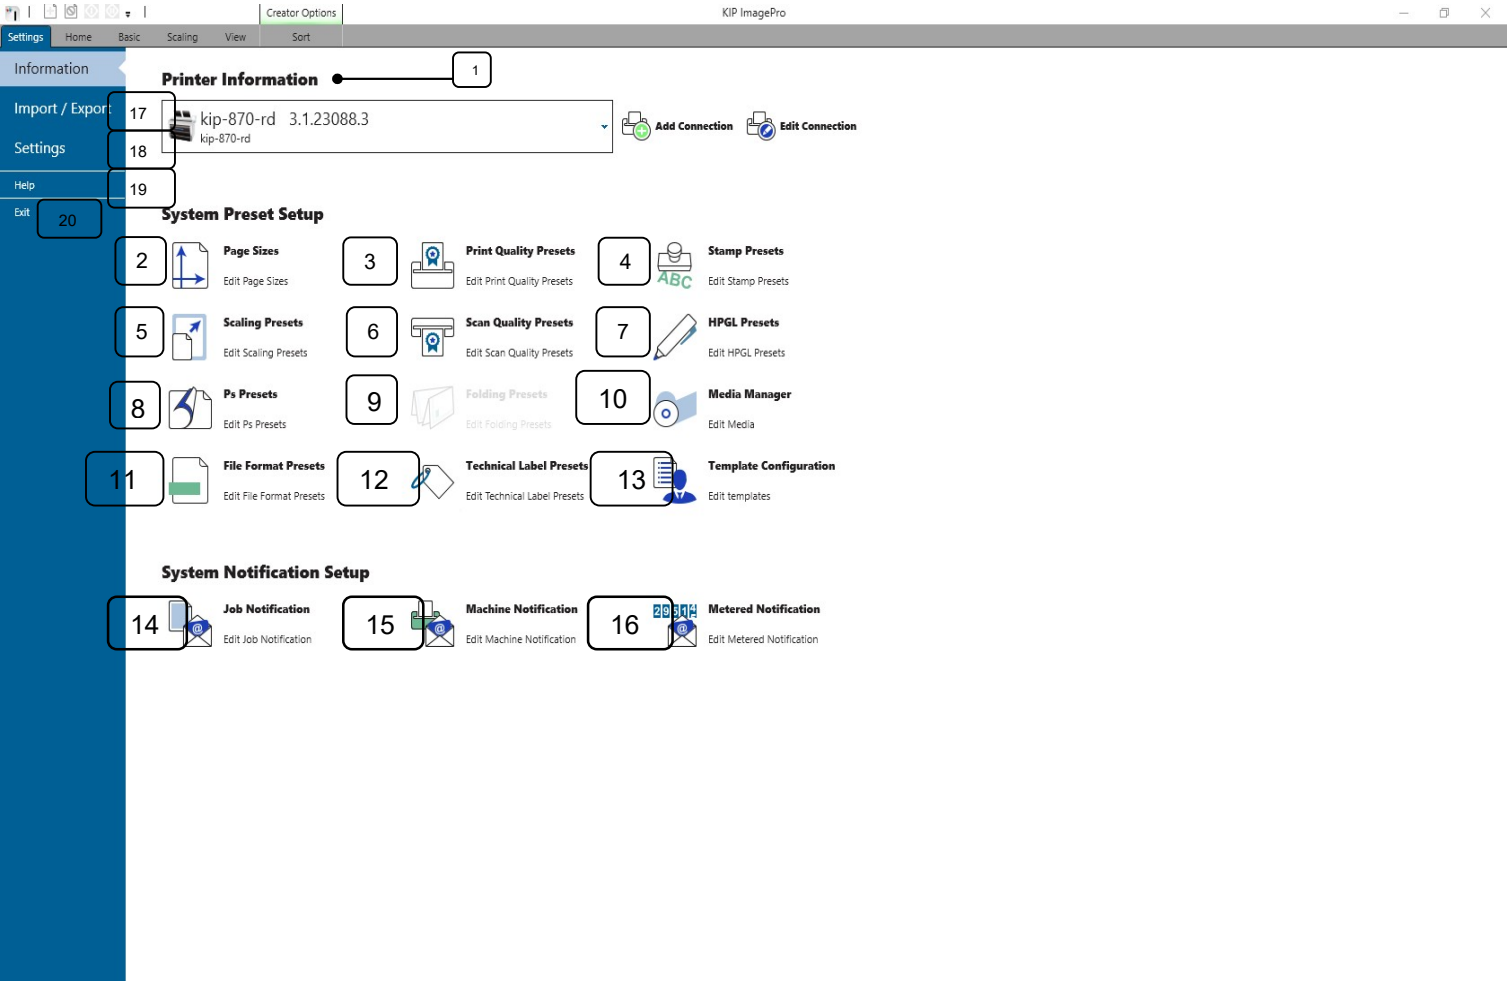 Creator Options
KIP ImagePro
Settings Home Basic Scaling View Sort
Information
Import / Export
Settings
Help
Exit
17
18
19
20
Printer Information
1
kip-870-rd 3.1.23088.3
kip-870-rd
Add Connection
Edit Connection
System Preset Setup
2
Page Sizes
Edit Page Sizes
3
Print Quality Presets
Edit Print Quality Presets
4
ABC
Stamp Presets
Edit Stamp Presets
5
Scaling Presets
Edit Scaling Presets
6
Scan Quality Presets
Edit Scan Quality Presets
7
HPGL Presets
Edit HPGL Presets
8
Ps Presets
Edit Ps Presets
9
Folding Presets
Edit Folding Presets
10
Media Manager
Edit Media
11
File Format Presets
Edit File Format Presets
12
Technical Label Presets
Edit Technical Label Presets
13
Template Configuration
Edit templates
System Notification Setup
14
@
Job Notification
Edit Job Notification
15
@
Machine Notification
Edit Machine Notification
16
@
Metered Notification
Edit Metered Notification